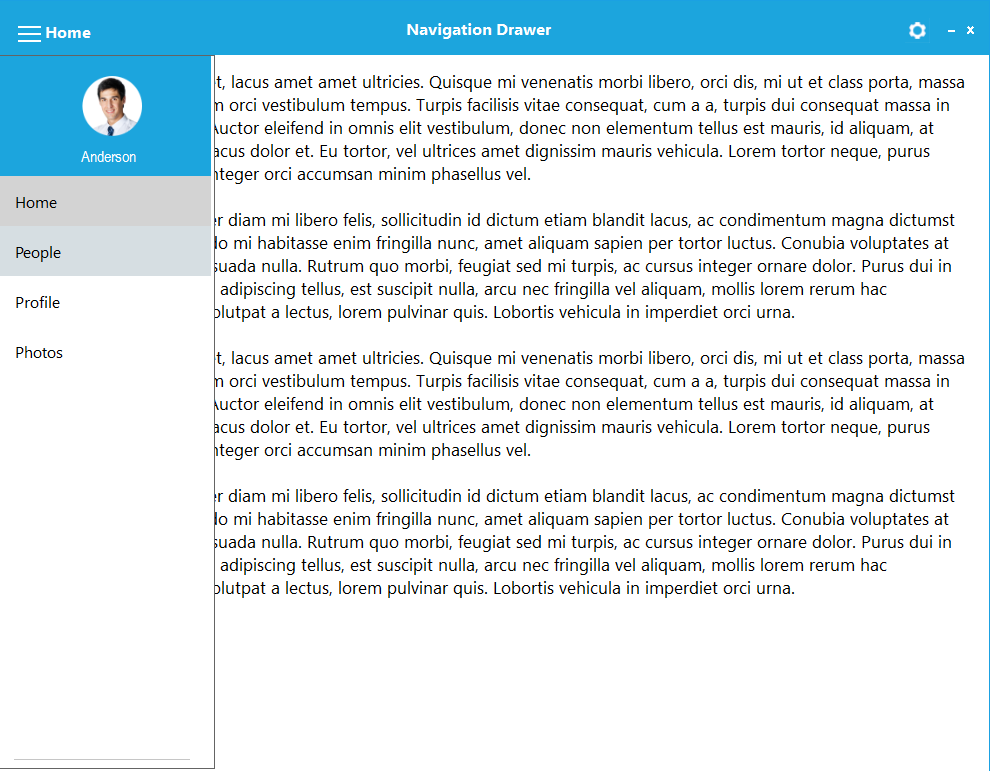 Home
Navigation Drawer
Anderson
Home
People
Profile
Photos
lacus amet amet ultricies. Quisque mi venenatis morbi libero, orci dis, mi ut et class porta, massa
orci vestibulum tempus. Turpis facilisis vitae consequat, cum a a, turpis dui consequat massa in
Auctor eleifend in omnis elit vestibulum, donec non elementum tellus est mauris, id aliquam, at
dolor et. Eu tortor, vel ultrices amet dignissim mauris vehicula. Lorem tortor neque, purus
orci accumsan minim phasellus vel.
diam mi libero felis, sollicitudin id dictum etiam blandit lacus, ac condimentum magna dictumst
mi habitasse enim fringilla nunc, amet aliquam sapien per tortor luctus. Conubia voluptates at
nulla. Rutrum quo morbi, feugiat sed mi turpis, ac cursus integer ornare dolor. Purus dui in
adipiscing tellus, est suscipit nulla, arcu nec fringilla vel aliquam, mollis lorem rerum hac
a lectus, lorem pulvinar quis. Lobortis vehicula in imperdiet orci urna.
lacus amet amet ultricies. Quisque mi venenatis morbi libero, orci dis, mi ut et class porta, massa
orci vestibulum tempus. Turpis facilisis vitae consequat, cum a a, turpis dui consequat massa in
Auctor eleifend in omnis elit vestibulum, donec non elementum tellus est mauris, id aliquam, at
dolor et. Eu tortor, vel ultrices amet dignissim mauris vehicula. Lorem tortor neque, purus
orci accumsan minim phasellus vel.
diam mi libero felis, sollicitudin id dictum etiam blandit lacus, ac condimentum magna dictumst
mi habitasse enim fringilla nunc, amet aliquam sapien per tortor luctus. Conubia voluptates at
nulla. Rutrum quo morbi, feugiat sed mi turpis, ac cursus integer ornare dolor. Purus dui in
adipiscing tellus, est suscipit nulla, arcu nec fringilla vel aliquam, mollis lorem rerum hac
a lectus, lorem pulvinar quis. Lobortis vehicula in imperdiet orci urna.